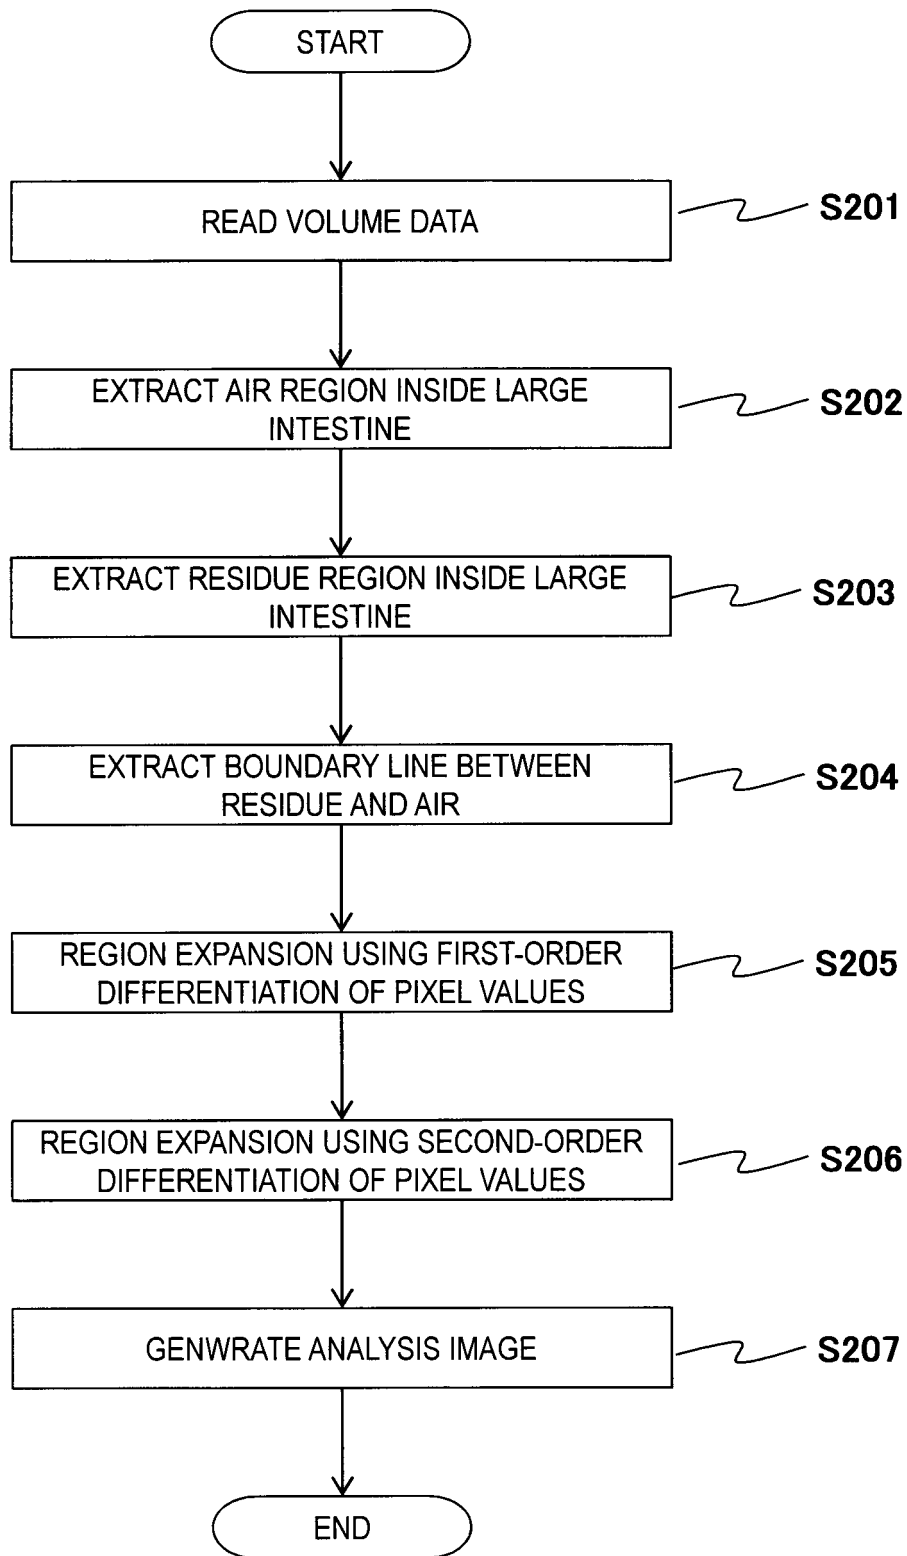 START
READ VOLUME DATA
S201
EXTRACT AIR REGION INSIDE LARGE
INTESTINE
S202
EXTRACT RESIDUE REGION INSIDE LARGE
INTESTINE
S203
EXTRACT BOUNDARY LINE BETWEEN
RESIDUE AND AIR
S204
REGION EXPANSION USING FIRST-ORDER
DIFFERENTIATION OF PIXEL VALUES
S205
REGION EXPANSION USING SECOND-ORDER
DIFFERENTIATION OF PIXEL VALUES
S206
GENWRATE ANALYSIS IMAGE
S207
END